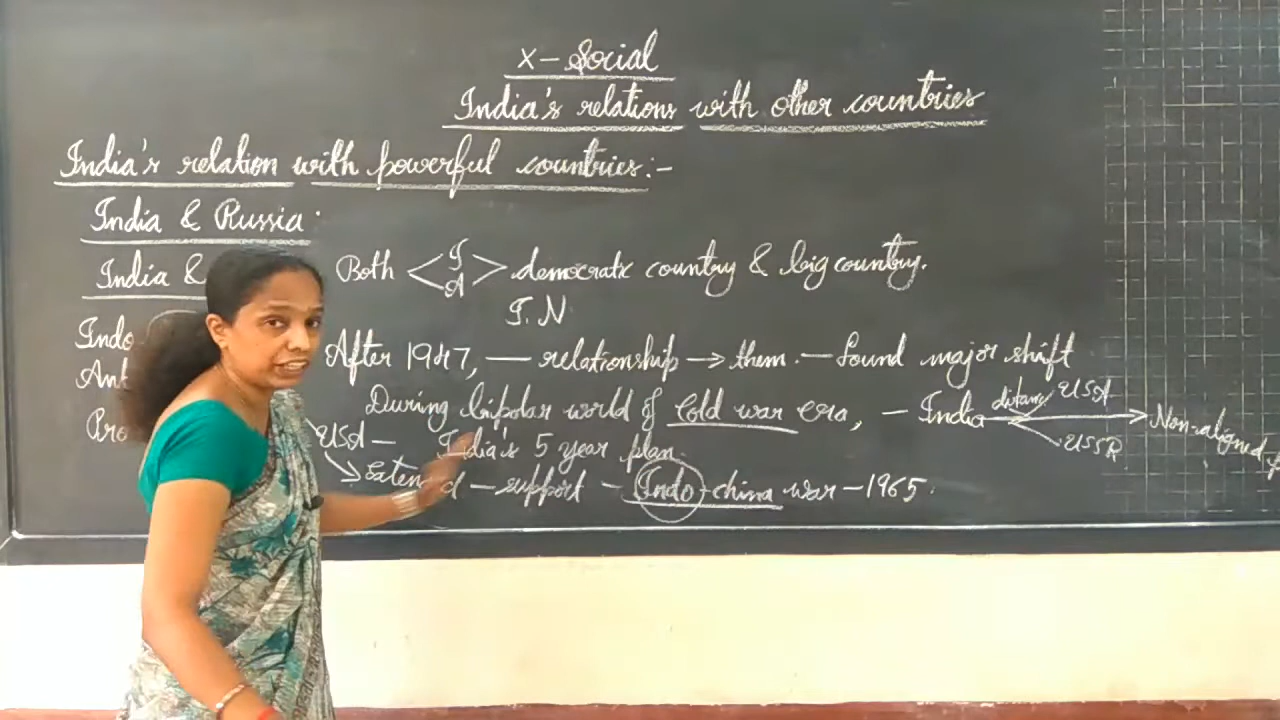 X - Social
India's relations with other countries
India's relation with powerful countries:-
India & Russia
India &
Both < I A > democratic country & big country.
I. N
Indo
After 1947, — relationship → them. — found major shift
Ant
During bipolar world of Cold war era, — India distance USA USSR → Non-aligned
Pro
USA — India's 5 year plan.
→ support - Indo-china war - 1965.